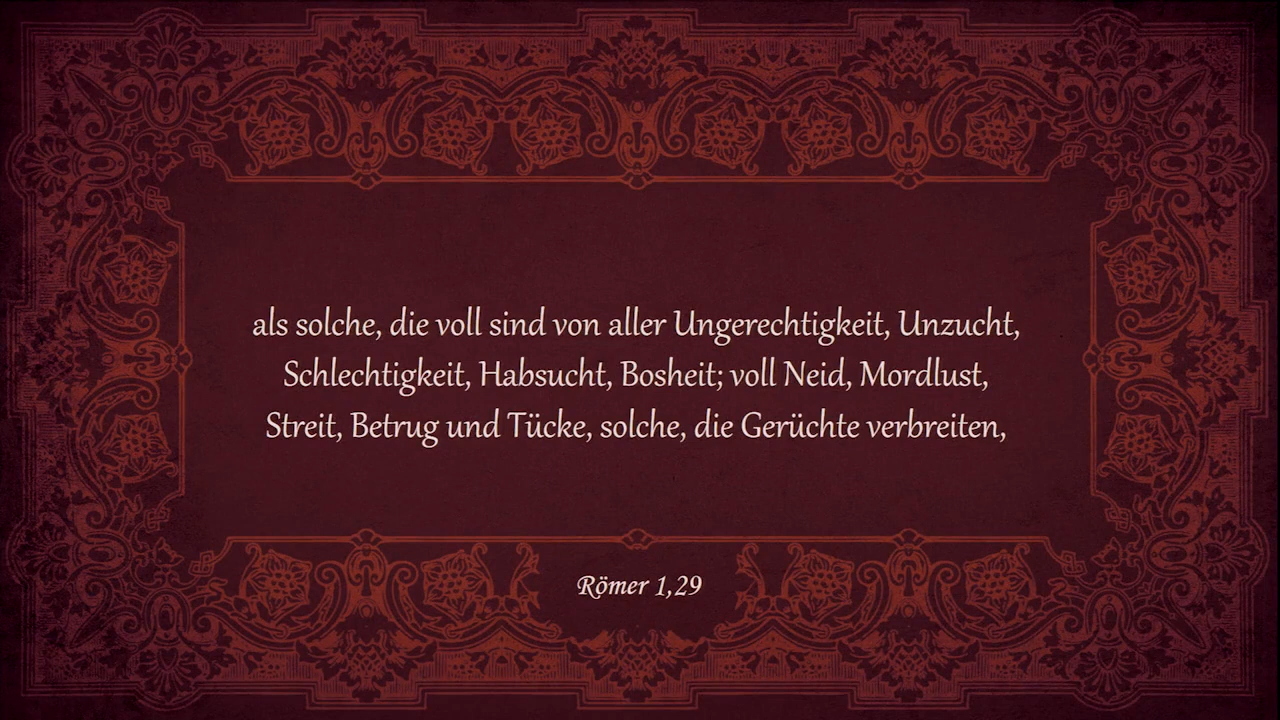 als solche, die voll sind von aller Ungerechtigkeit, Unzucht,
Schlechtigkeit, Habsucht, Bosheit; voll Neid, Mordlust,
Streit, Betrug und Tücke, solche, die Gerüchte verbreiten,
Römer 1,29